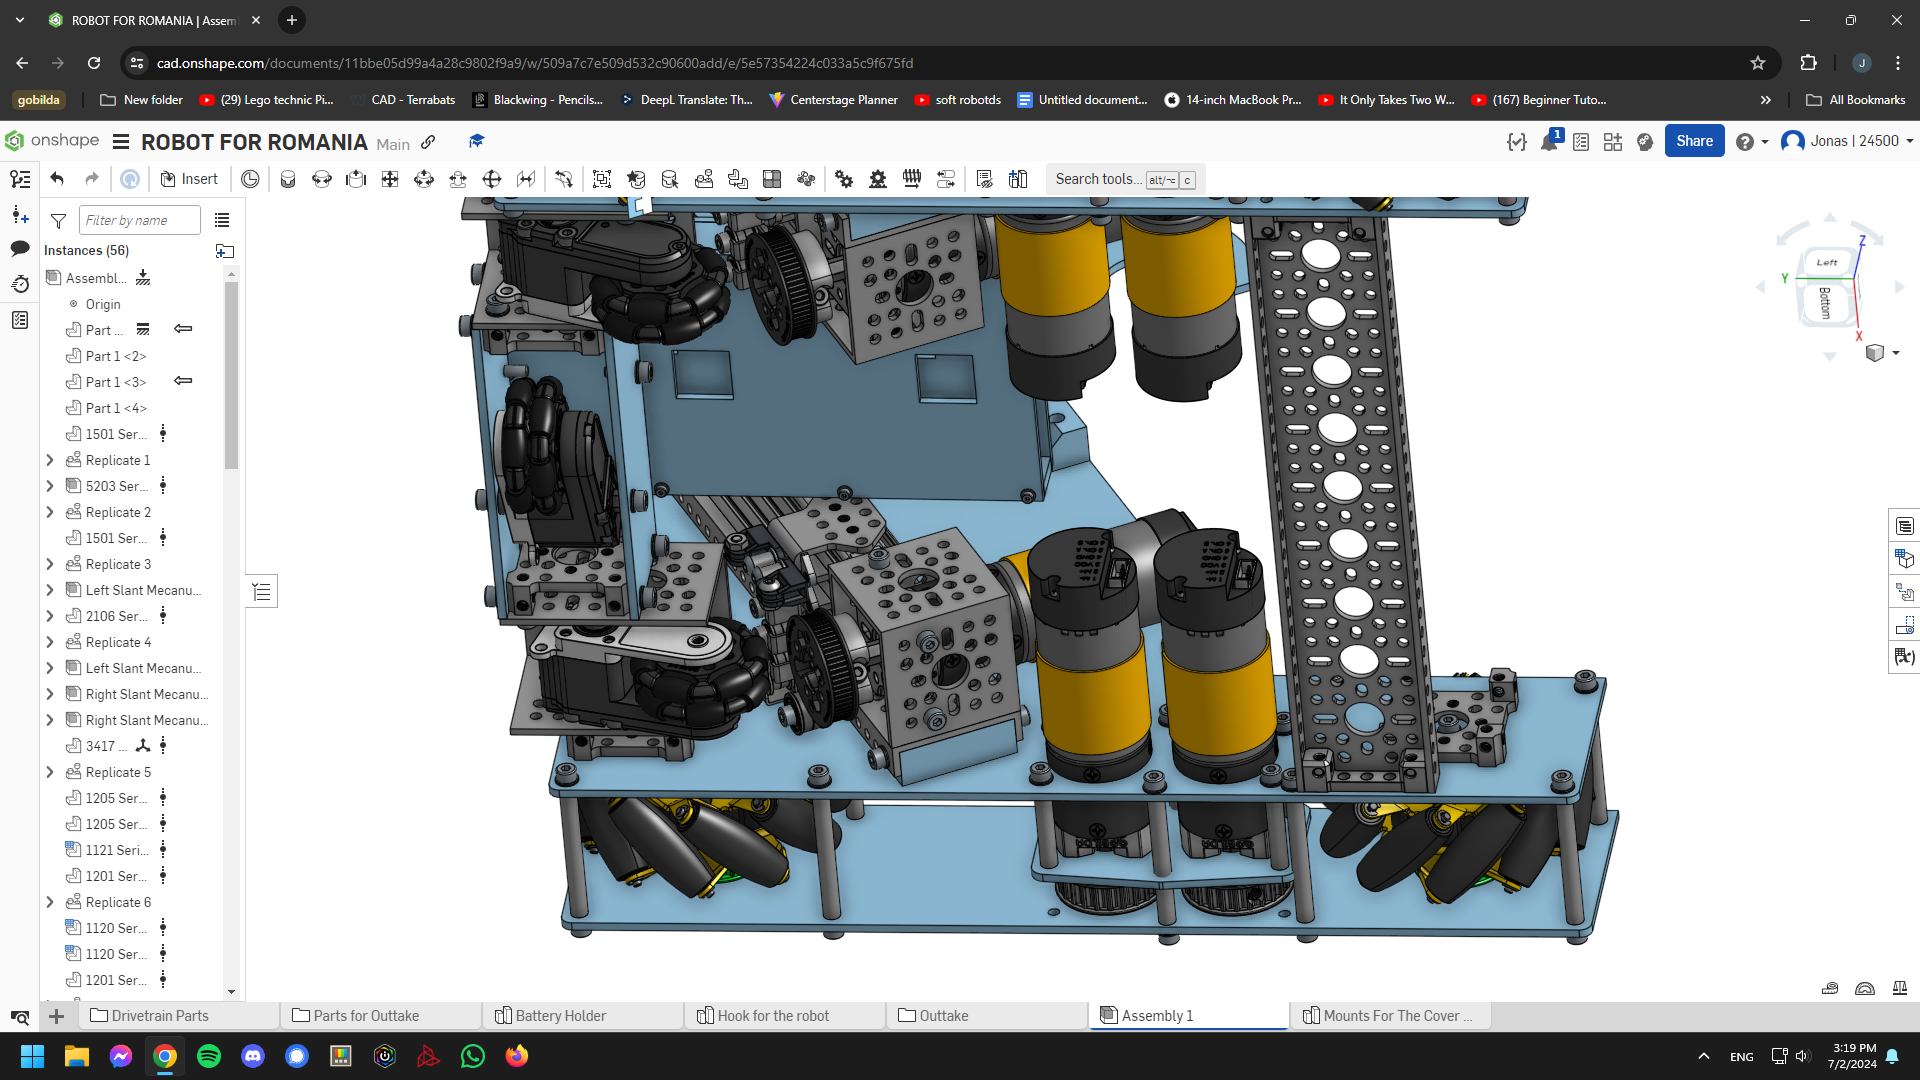 ROBOT FOR ROMANIA | Assem
cad.onshape.com/documents/11bbe05d99a4a28c9802f9a9/w/509a7c7e509d532c90600add/e/5e57354224c033a5c9f675fd
J
gobilda
New folder
(29) Lego technic Pi...
CAD - Terrabats
Blackwing - Pencils...
DeepL Translate: Th...
Centerstage Planner
soft robotds
Untitled document...
14-inch MacBook Pr...
It Only Takes Two W...
(167) Beginner Tuto...
All Bookmarks
onshape
ROBOT FOR ROMANIA Main
1
Share
Jonas | 24500
Insert
Search tools... alt/⌥ c
Filter by name
Instances (56)
Assembl...
Origin
Part ...
Part 1 <2>
Part 1 <3>
Part 1 <4>
1501 Ser...
Replicate 1
5203 Ser...
Replicate 2
1501 Ser...
Replicate 3
Left Slant Mecanu...
2106 Ser...
Replicate 4
Left Slant Mecanu...
Right Slant Mecanu...
Right Slant Mecanu...
3417 ...
Replicate 5
1205 Ser...
1205 Ser...
1121 Seri...
1201 Ser...
Replicate 6
1120 Ser...
1120 Ser...
1201 Ser...
Z
Left
Y
Bottom
X
Drivetrain Parts
Parts for Outtake
Battery Holder
Hook for the robot
Outtake
Assembly 1
Mounts For The Cover ...
ENG
3:19 PM
7/2/2024